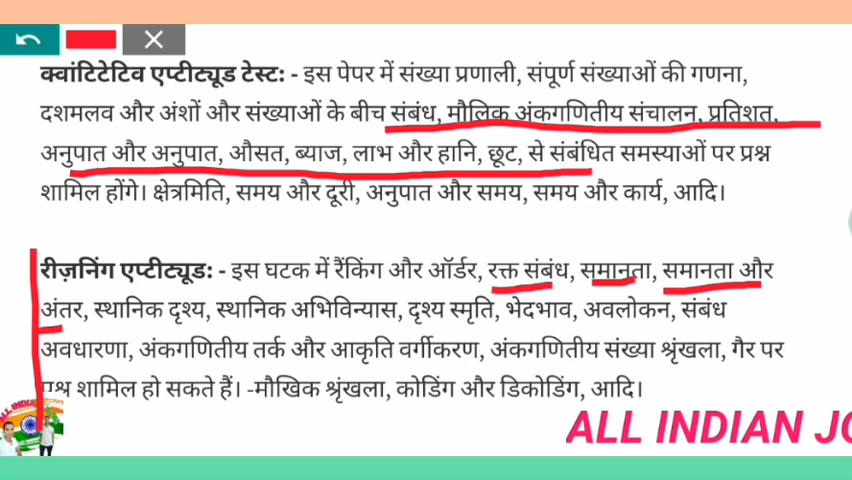 क्वांटिटेटिव एप्टीट्यूड टेस्ट: - इस पेपर में संख्या प्रणाली, संपूर्ण संख्याओं की गणना,
दशमलव और अंशों और संख्याओं के बीच संबंध, मौलिक अंकगणितीय संचालन, प्रतिशत,
अनुपात और अनुपात, औसत, ब्याज, लाभ और हानि, छूट, से संबंधित समस्याओं पर प्रश्न
शामिल होंगे। क्षेत्रमिति, समय और दूरी, अनुपात और समय, समय और कार्य, आदि।
रीज़निंग एप्टीट्यूड: - इस घटक में रैंकिंग और ऑर्डर, रक्त संबंध, समानता, समानता और
अंतर, स्थानिक दृश्य, स्थानिक अभिविन्यास, दृश्य स्मृति, भेदभाव, अवलोकन, संबंध
अवधारणा, अंकगणितीय तर्क और आकृति वर्गीकरण, अंकगणितीय संख्या श्रृंखला, गैर पर
प्रश्न शामिल हो सकते हैं। -मौखिक श्रृंखला, कोडिंग और डिकोडिंग, आदि।
ALL INDIAN JO